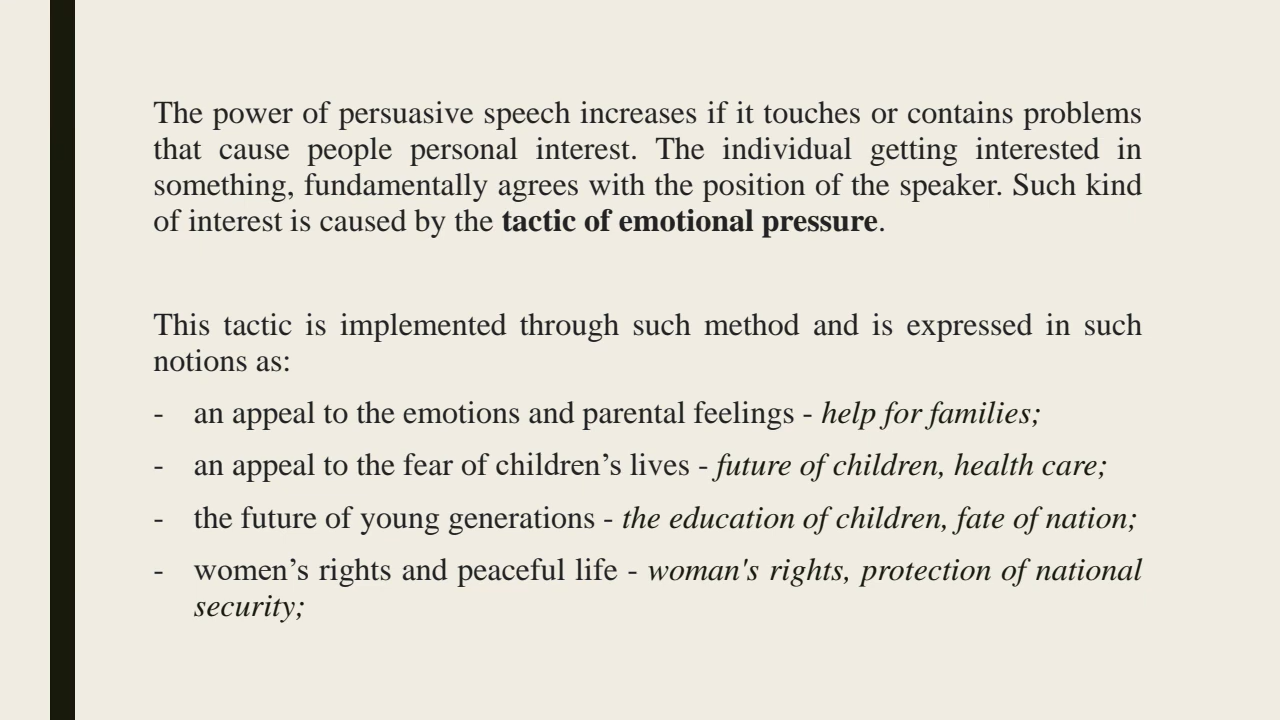 The power of persuasive speech increases if it touches or contains problems
that cause people personal interest. The individual getting interested in
something, fundamentally agrees with the position of the speaker. Such kind
of interest is caused by the tactic of emotional pressure.
This tactic is implemented through such method and is expressed in such
notions as:
- an appeal to the emotions and parental feelings - help for families;
- an appeal to the fear of children’s lives - future of children, health care;
- the future of young generations - the education of children, fate of nation;
- women’s rights and peaceful life - woman's rights, protection of national
security;